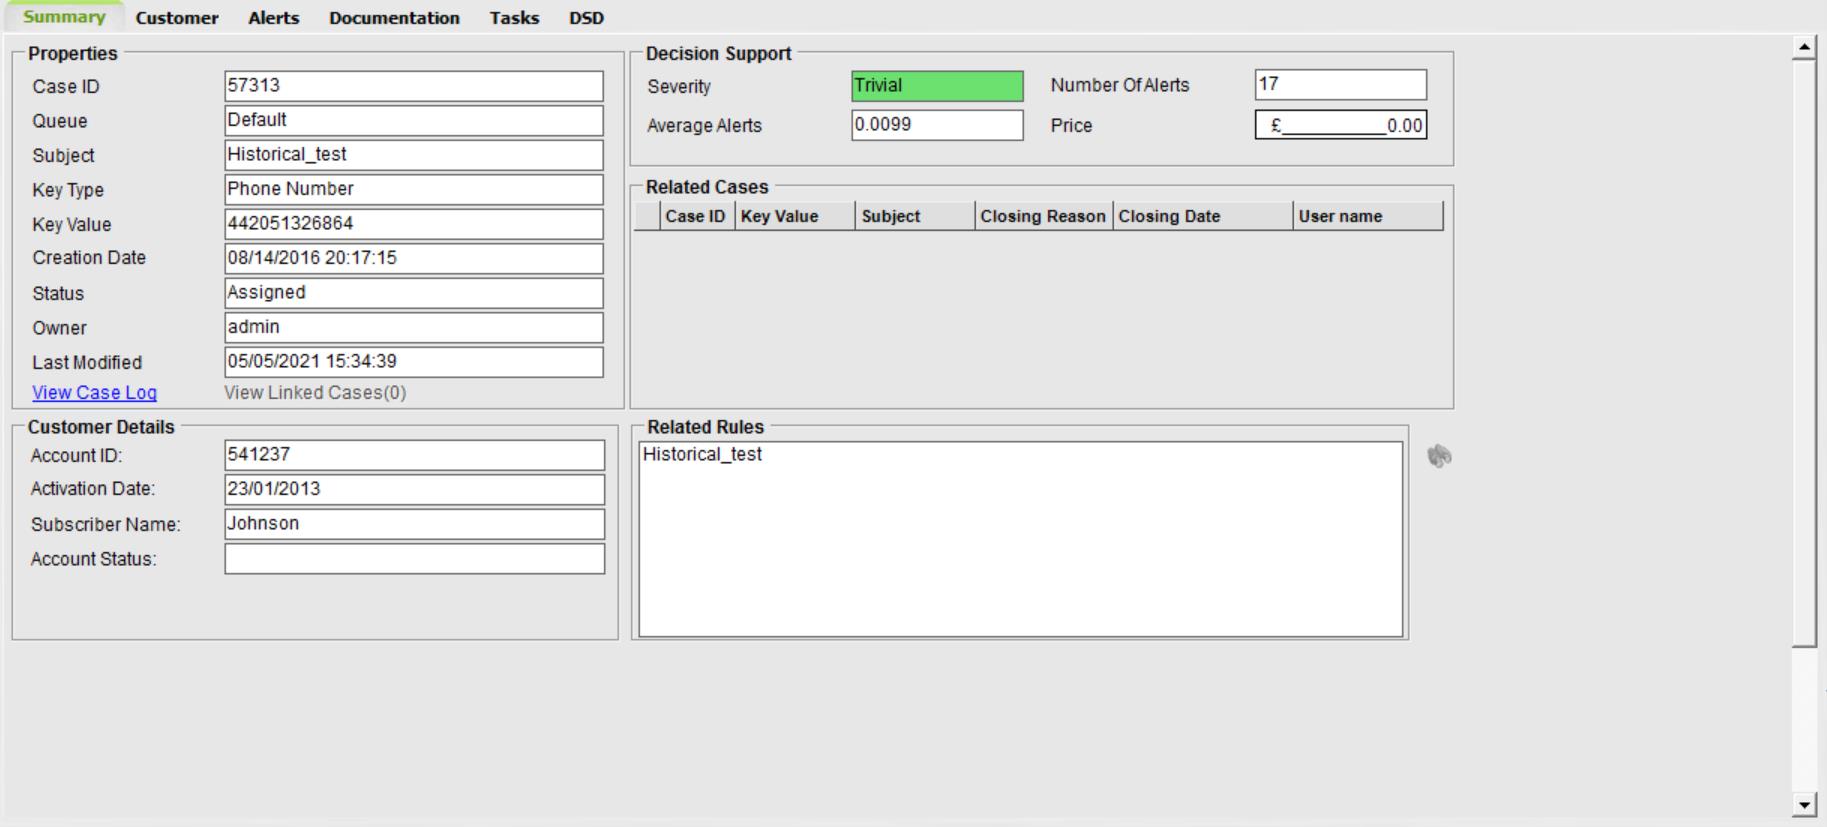 Summary Customer Alerts Documentation Tasks DSD
Properties
Case ID 57313
Queue Default
Subject Historical_test
Key Type Phone Number
Key Value 442051326864
Creation Date 08/14/2016 20:17:15
Status Assigned
Owner admin
Last Modified 05/05/2021 15:34:39
View Case Log View Linked Cases(0)
Decision Support
Severity Trivial Number Of Alerts 17
Average Alerts 0.0099 Price £__________0.00
Related Cases
Case ID Key Value Subject Closing Reason Closing Date User name
Customer Details
Account ID: 541237
Activation Date: 23/01/2013
Subscriber Name: Johnson
Account Status:
Related Rules
Historical_test